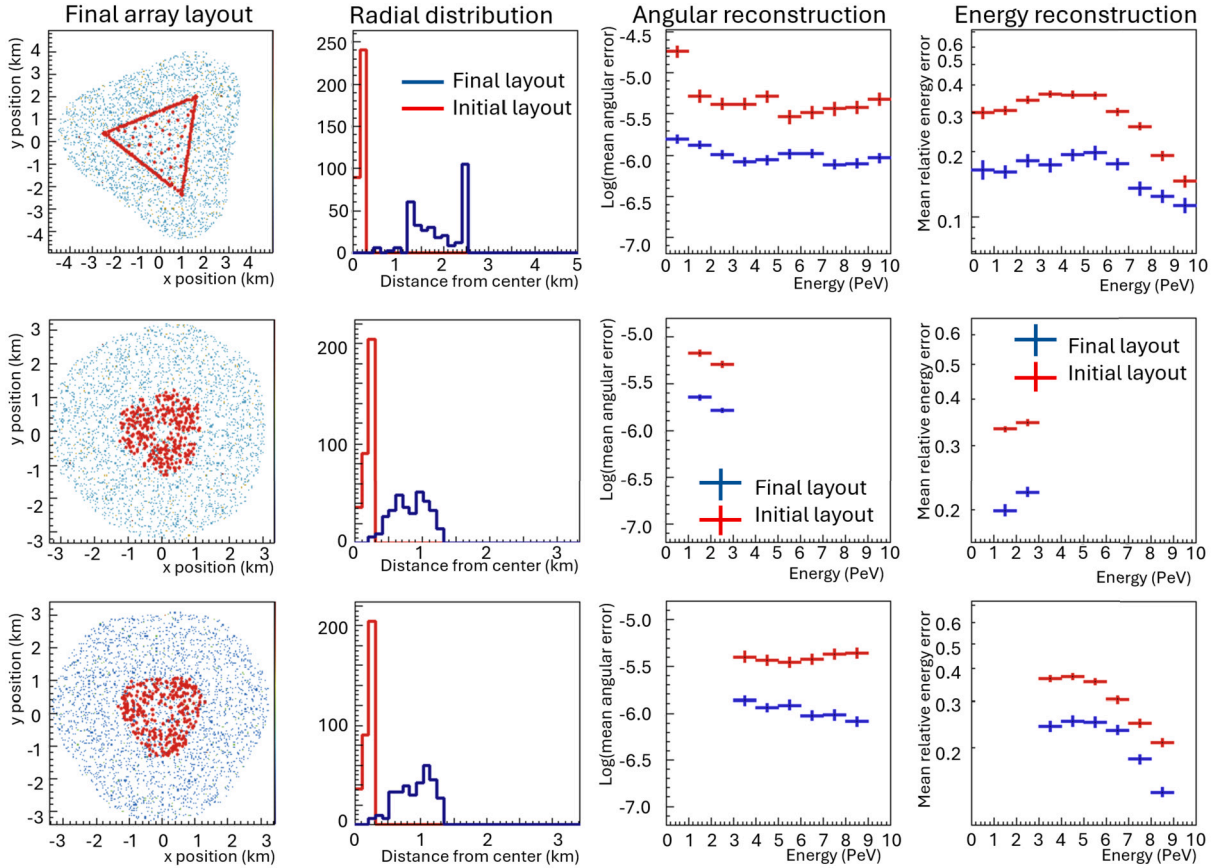 Final array layout
Radial distribution
Angular reconstruction
Energy reconstruction
y position (km)
4
3
2
1
0
-1
-2
-3
-4
-4 -3 -2 -1 0 1 2 3 4
x position (km)
250
200
150
100
50
0
Final layout
Initial layout
0 1 2 3 4 5
Distance from center (km)
Log(mean angular error)
-4.5
-5.0
-5.5
-6.0
-6.5
-7.0
0 1 2 3 4 5 6 7 8 9 10
Energy (PeV)
Mean relative energy error
0.6
0.5
0.4
0.3
0.2
0.1
0 1 2 3 4 5 6 7 8 9 10
Energy (PeV)
y position (km)
3
2
1
0
-1
-2
-3
-3 -2 -1 0 1 2 3
x position (km)
200
100
0
0 1 2 3
Distance from center (km)
Log(mean angular error)
-5.0
-5.5
-6.0
-6.5
-7.0
Final layout
Initial layout
0 1 2 3 4 5 6 7 8 9 10
Energy (PeV)
Mean relative energy error
0.6
0.5
0.4
0.3
0.2
Final layout
Initial layout
0 1 2 3 4 5 6 7 8 9 10
Energy (PeV)
y position (km)
3
2
1
0
-1
-2
-3
-3 -2 -1 0 1 2 3
x position (km)
200
100
0
0 1 2 3
Distance from center (km)
Log(mean angular error)
-5.0
-5.5
-6.0
-6.5
-7.0
0 1 2 3 4 5 6 7 8 9 10
Energy (PeV)
Mean relative energy error
0.6
0.5
0.4
0.3
0.2
0 1 2 3 4 5 6 7 8 9 10
Energy (PeV)